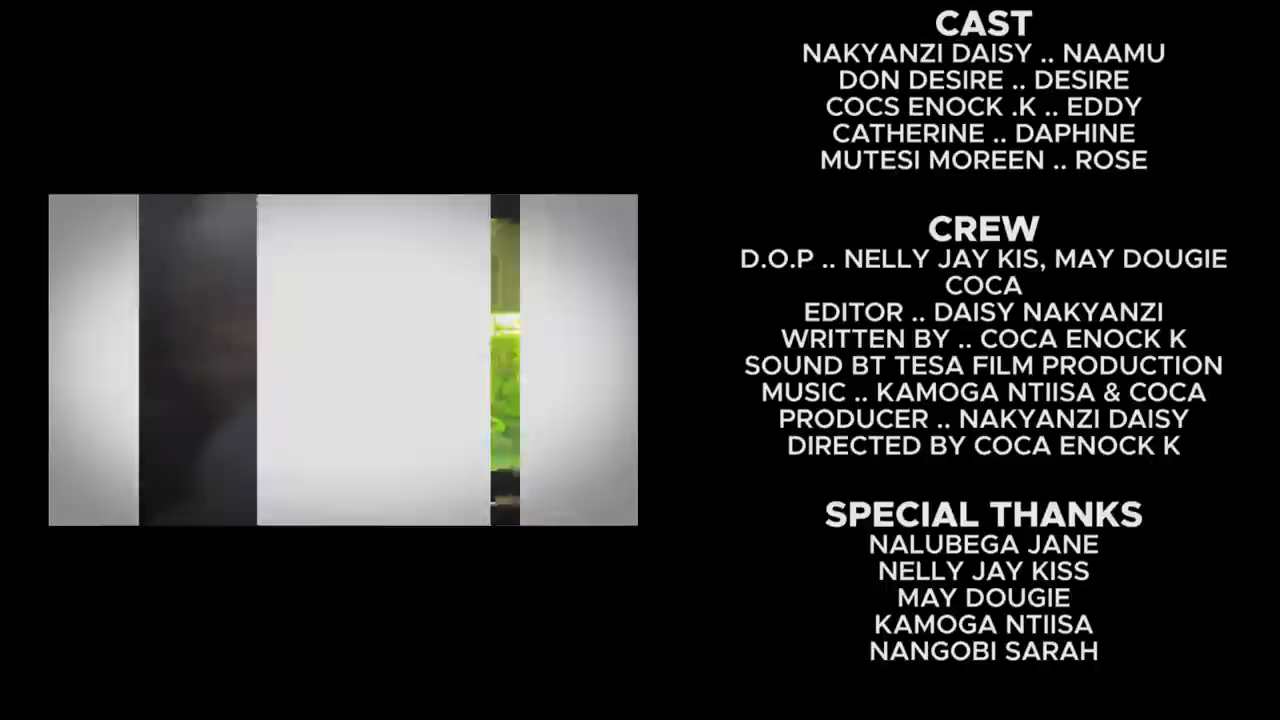 CAST
NAKYANZI DAISY .. NAAMU
DON DESIRE .. DESIRE
COCS ENOCK .K .. EDDY
CATHERINE .. DAPHINE
MUTESI MOREEN .. ROSE
CREW
D.O.P .. NELLY JAY KIS, MAY DOUGIE
COCA
EDITOR .. DAISY NAKYANZI
WRITTEN BY .. COCA ENOCK K
SOUND BT TESA FILM PRODUCTION
MUSIC .. KAMOGA NTIISA & COCA
PRODUCER .. NAKYANZI DAISY
DIRECTED BY COCA ENOCK K
SPECIAL THANKS
NALUBEGA JANE
NELLY JAY KISS
MAY DOUGIE
KAMOGA NTIISA
NANGOBI SARAH